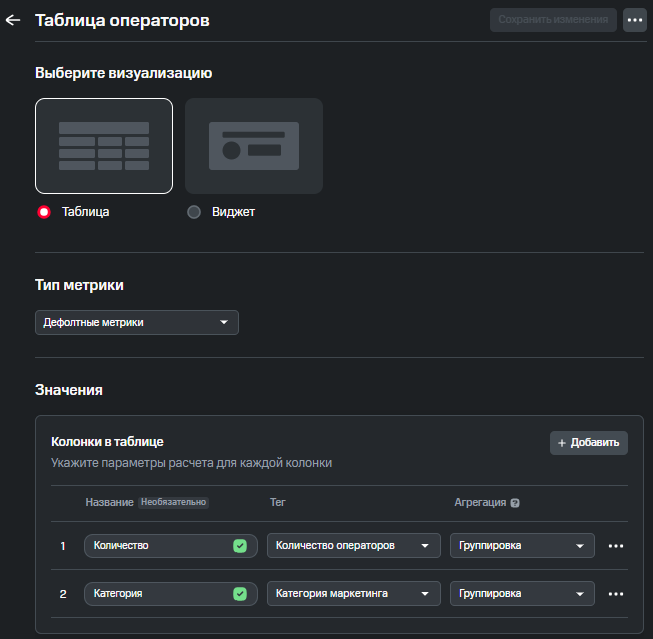 Таблица операторов
Сохранить изменения
Выберите визуализацию
Таблица
Виджет
Тип метрики
Дефолтные метрики
Значения
Колонки в таблице
+ Добавить
Укажите параметры расчета для каждой колонки
Название Необязательно Тег Агрегация ?
1 Количество Количество операторов Группировка
2 Категория Категория маркетинга Группировка